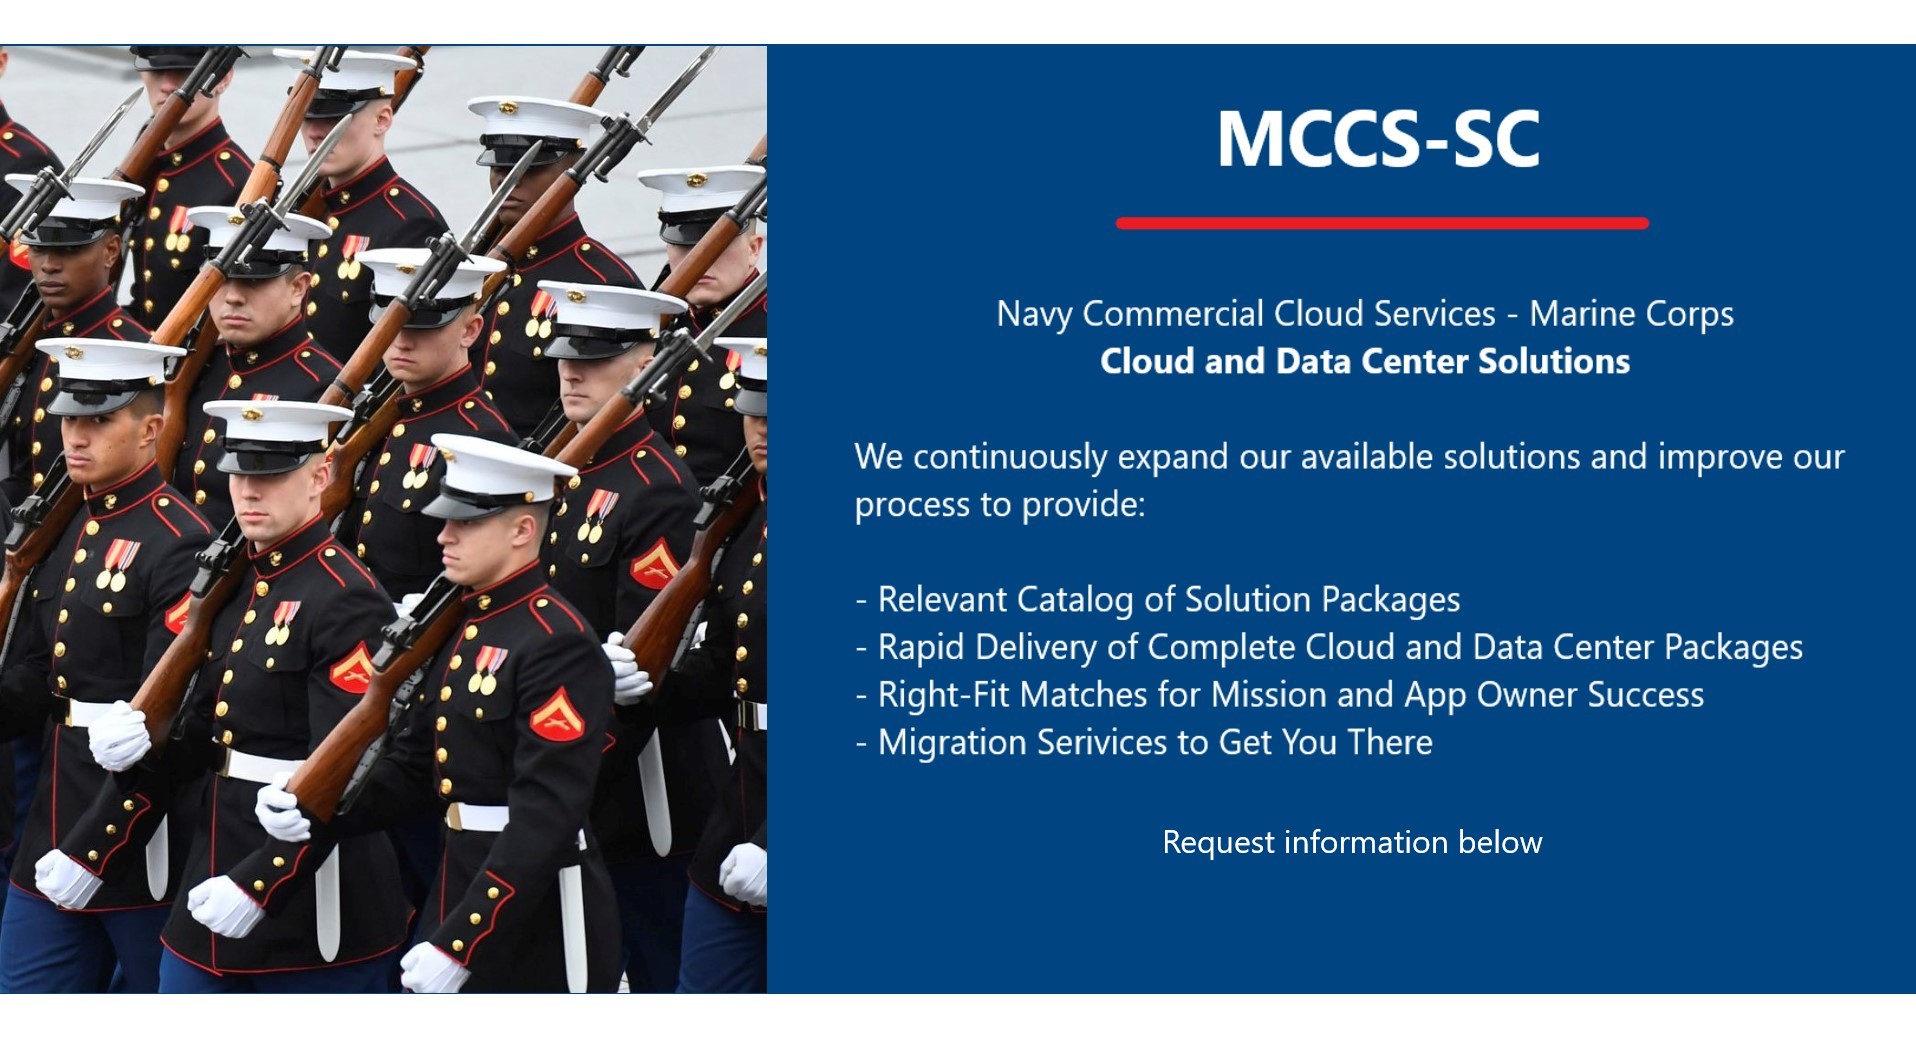 MCCS-SC
Navy Commercial Cloud Services - Marine Corps
Cloud and Data Center Solutions
We continuously expand our available solutions and improve our
process to provide:
- Relevant Catalog of Solution Packages
- Rapid Delivery of Complete Cloud and Data Center Packages
- Right-Fit Matches for Mission and App Owner Success
- Migration Serivices to Get You There
Request information below